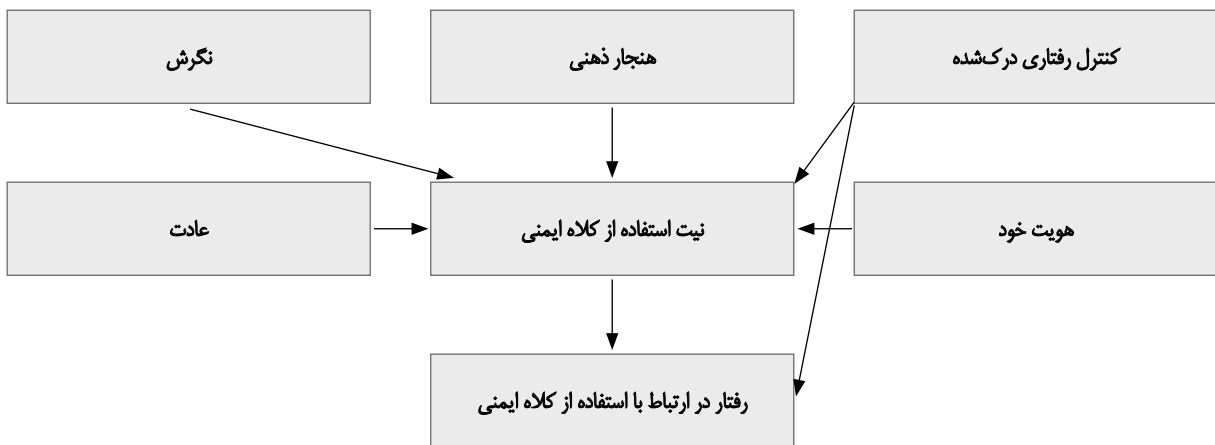 کنترل رفتاری درک‌شده
هنجار ذهنی
نگرش
هویت خود
نیت استفاده از کلاه ایمنی
عادت
رفتار در ارتباط با استفاده از کلاه ایمنی